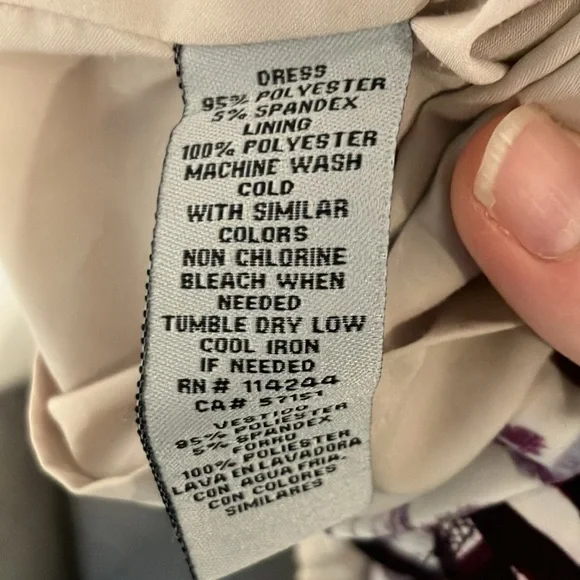 DRESS
95% POLYESTER
5% SPANDEX
LINING
100% POLYESTER
MACHINE WASH
COLD
WITH SIMILAR
COLORS
NON CHLORINE
BLEACH WHEN
NEEDED
TUMBLE DRY LOW
COOL IRON
IF NEEDED
RN# 114244
CA# 57151
VESTIDO
95% POLIESTER
5% SPANDEX
FORRO
100% POLIESTER
LAVA EN LAVADORA
CON AGUA FRIA.
CON COLORES
SIMILARES